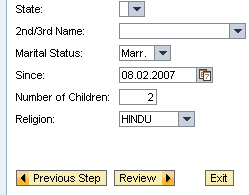 State:
2nd/3rd Name:
Marital Status: Marr.
Since: 08.02.2007
Number of Children: 2
Religion: HINDU
Previous Step Review Exit